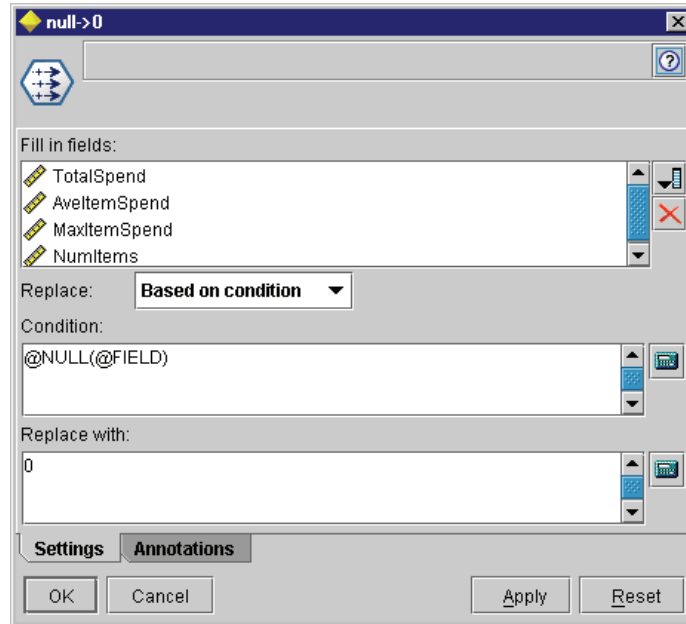 null->0
Fill in fields:
TotalSpend
AveItemSpend
MaxItemSpend
NumItems
Replace: Based on condition
Condition:
@NULL(@FIELD)
Replace with:
0
Settings Annotations
OK Cancel Apply Reset